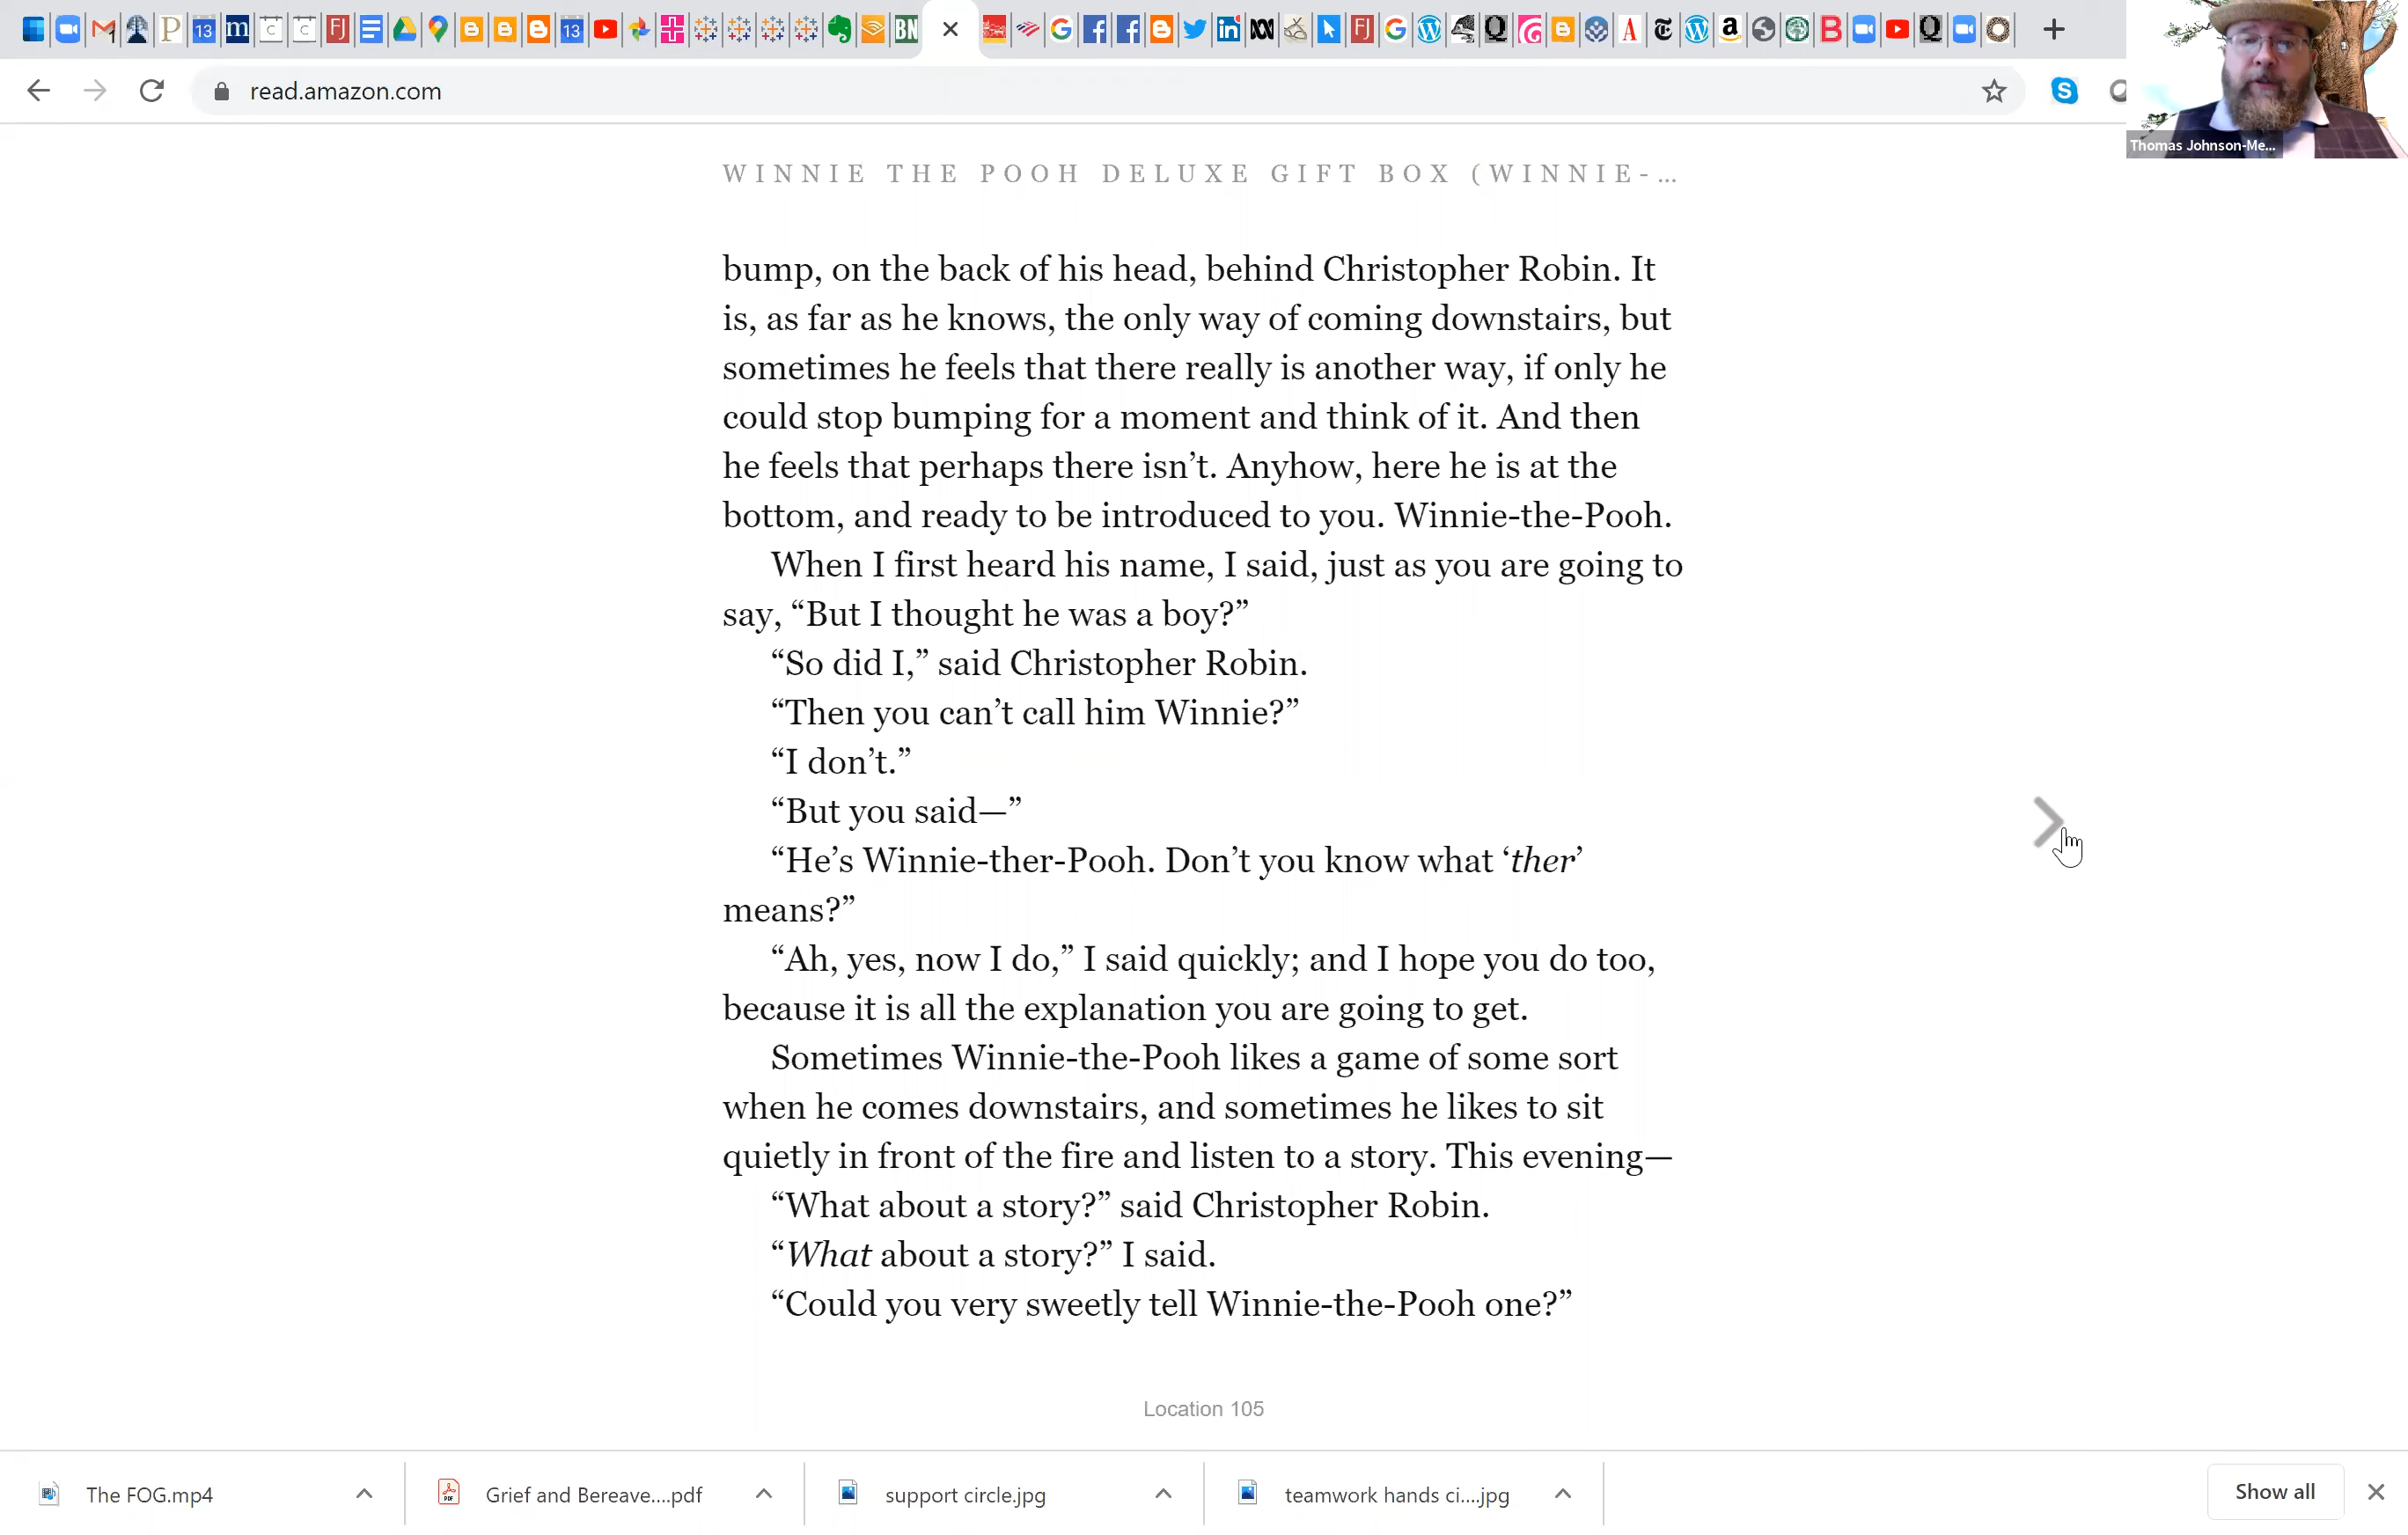 read.amazon.com
Thomas Johnson-Me...
WINNIE THE POOH DELUXE GIFT BOX (WINNIE-...
bump, on the back of his head, behind Christopher Robin. It
is, as far as he knows, the only way of coming downstairs, but
sometimes he feels that there really is another way, if only he
could stop bumping for a moment and think of it. And then
he feels that perhaps there isn’t. Anyhow, here he is at the
bottom, and ready to be introduced to you. Winnie-the-Pooh.
When I first heard his name, I said, just as you are going to
say, “But I thought he was a boy?”
“So did I,” said Christopher Robin.
“Then you can’t call him Winnie?”
“I don’t.”
“But you said—”
“He’s Winnie-ther-Pooh. Don’t you know what ‘ther’
means?”
“Ah, yes, now I do,” I said quickly; and I hope you do too,
because it is all the explanation you are going to get.
Sometimes Winnie-the-Pooh likes a game of some sort
when he comes downstairs, and sometimes he likes to sit
quietly in front of the fire and listen to a story. This evening—
“What about a story?” said Christopher Robin.
“What about a story?” I said.
“Could you very sweetly tell Winnie-the-Pooh one?”
Location 105
The FOG.mp4
Grief and Bereave....pdf
support circle.jpg
teamwork hands ci....jpg
Show all